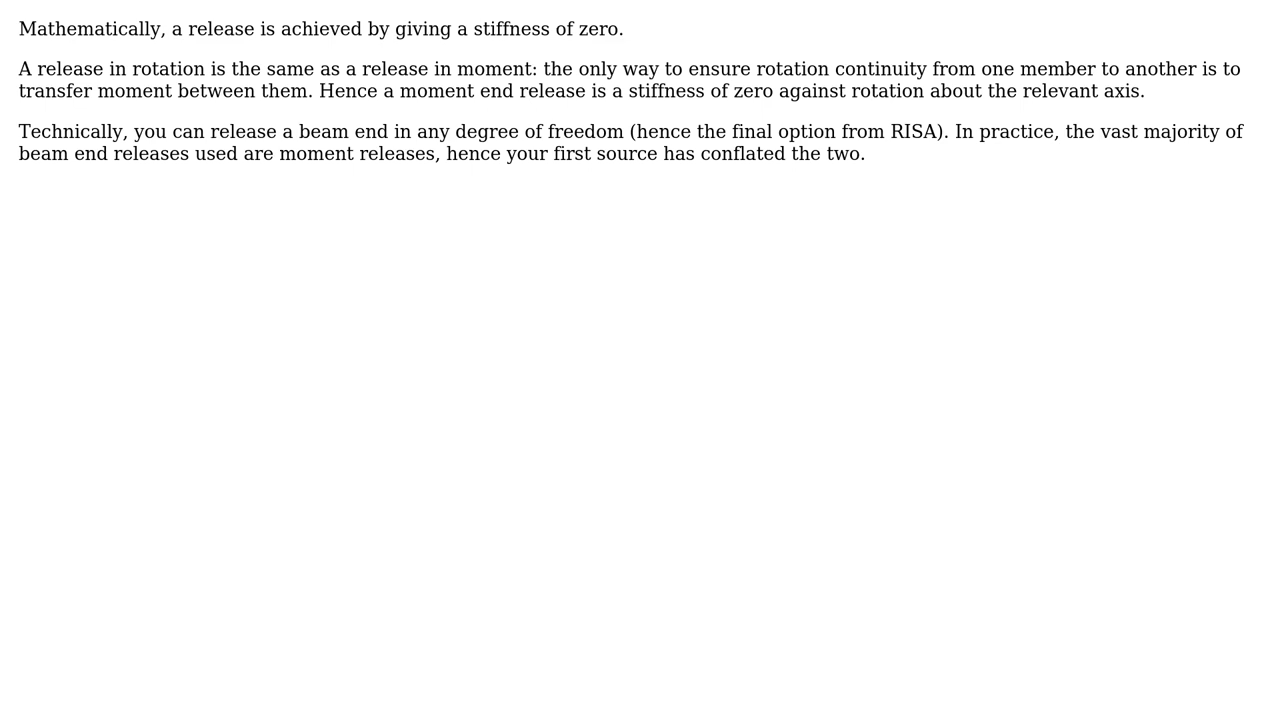 Mathematically, a release is achieved by giving a stiffness of zero.
A release in rotation is the same as a release in moment: the only way to ensure rotation continuity from one member to another is to
transfer moment between them. Hence a moment end release is a stiffness of zero against rotation about the relevant axis.
Technically, you can release a beam end in any degree of freedom (hence the final option from RISA). In practice, the vast majority of
beam end releases used are moment releases, hence your first source has conflated the two.